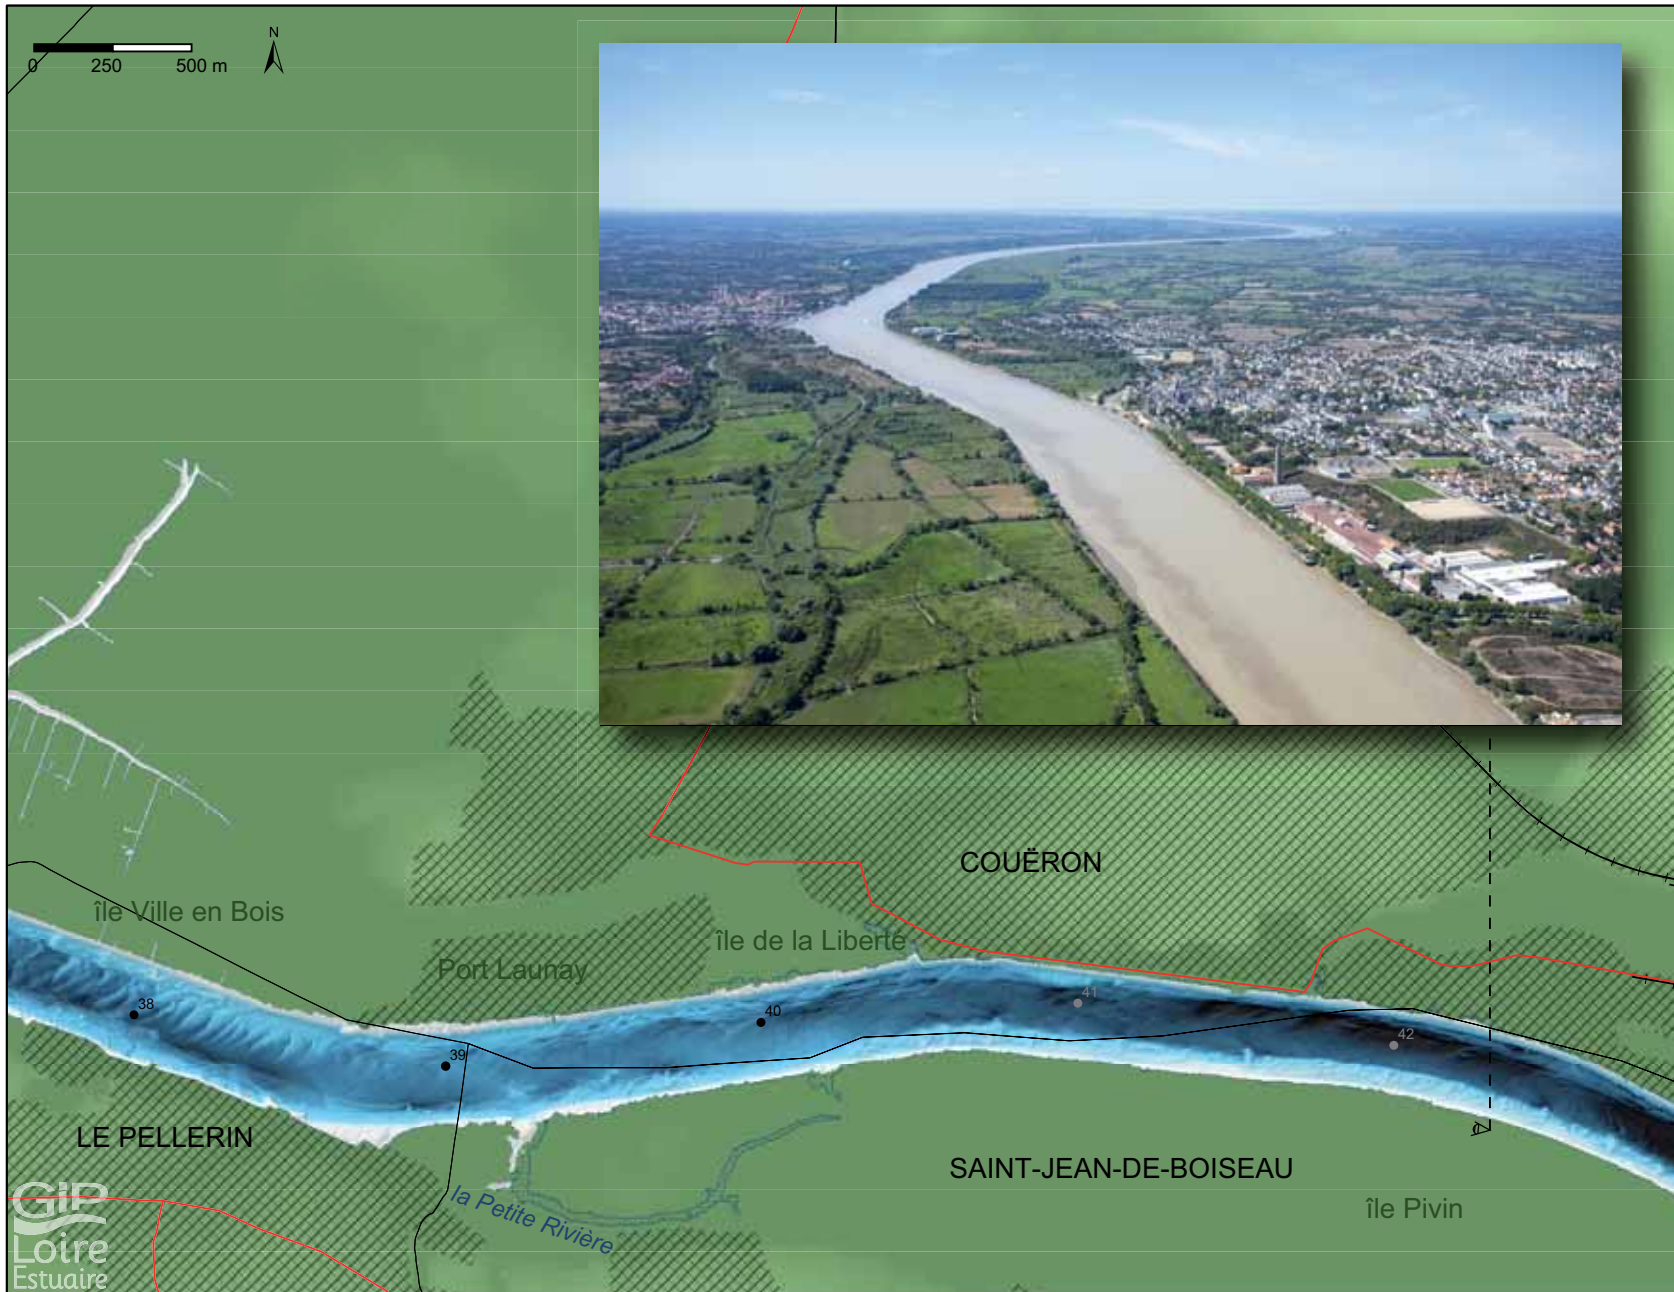 N
0 250 500 m
COUËRON
île Ville en Bois
île de la Liberté
Port Launay
38
39
40
41
42
LE PELLERIN
SAINT-JEAN-DE-BOISEAU
île Pivin
la Petite Rivière
GIP
Loire
Estuaire